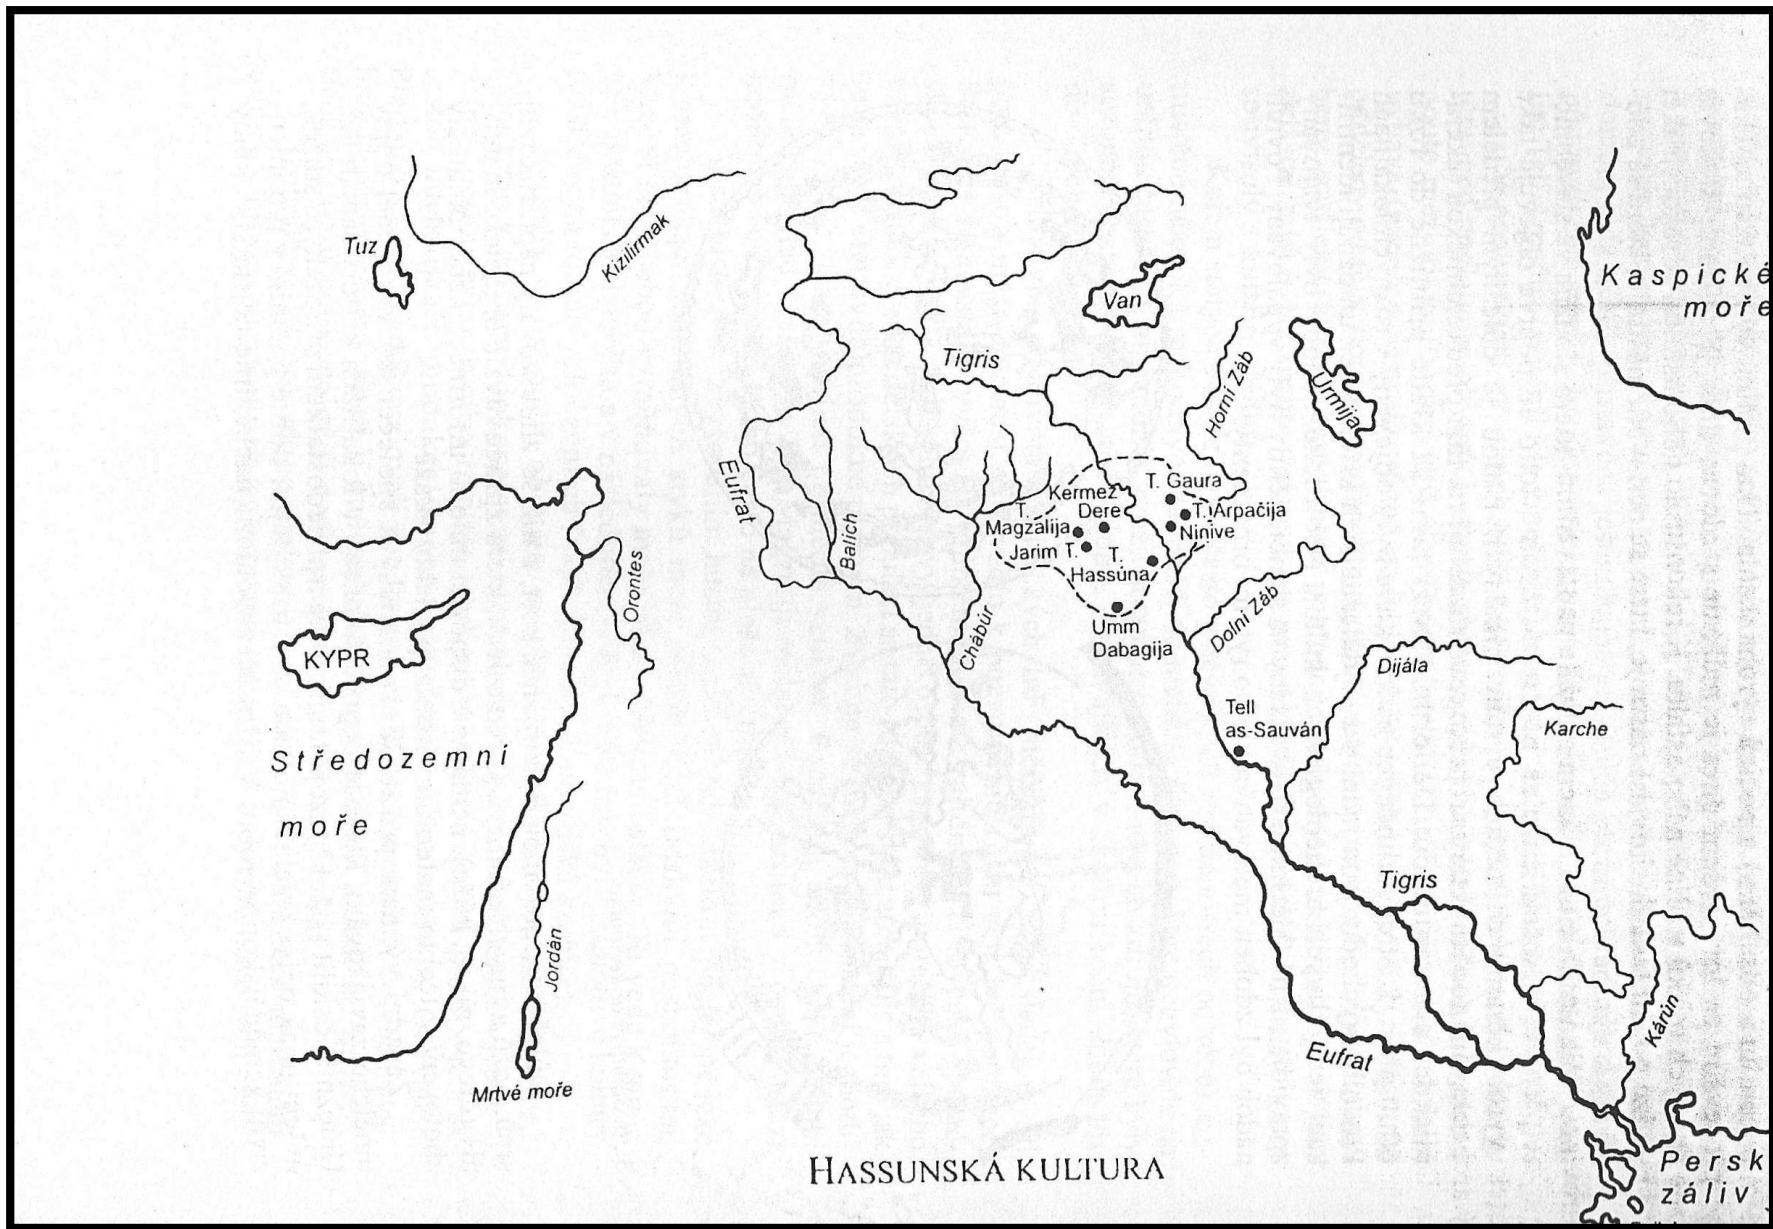 Tuz
Kizilirmak
Van
Kaspické
moře
Tigris
Horní Záb
Urmija
Eufrat
Balich
Kermez
Dere
T. Gaura
T.
Magzalija
T. Arpačija
Ninive
Jarim T.
T.
Hassúna
Orontes
Chábúr
Umm
Dabagija
Dolní Záb
KYPR
Dijála
Tell
as-Sauván
Karche
Středozemní
moře
Tigris
Jordán
Kárún
Eufrat
Mrtvé moře
Persk
záliv
HASSUNSKÁ KULTURA